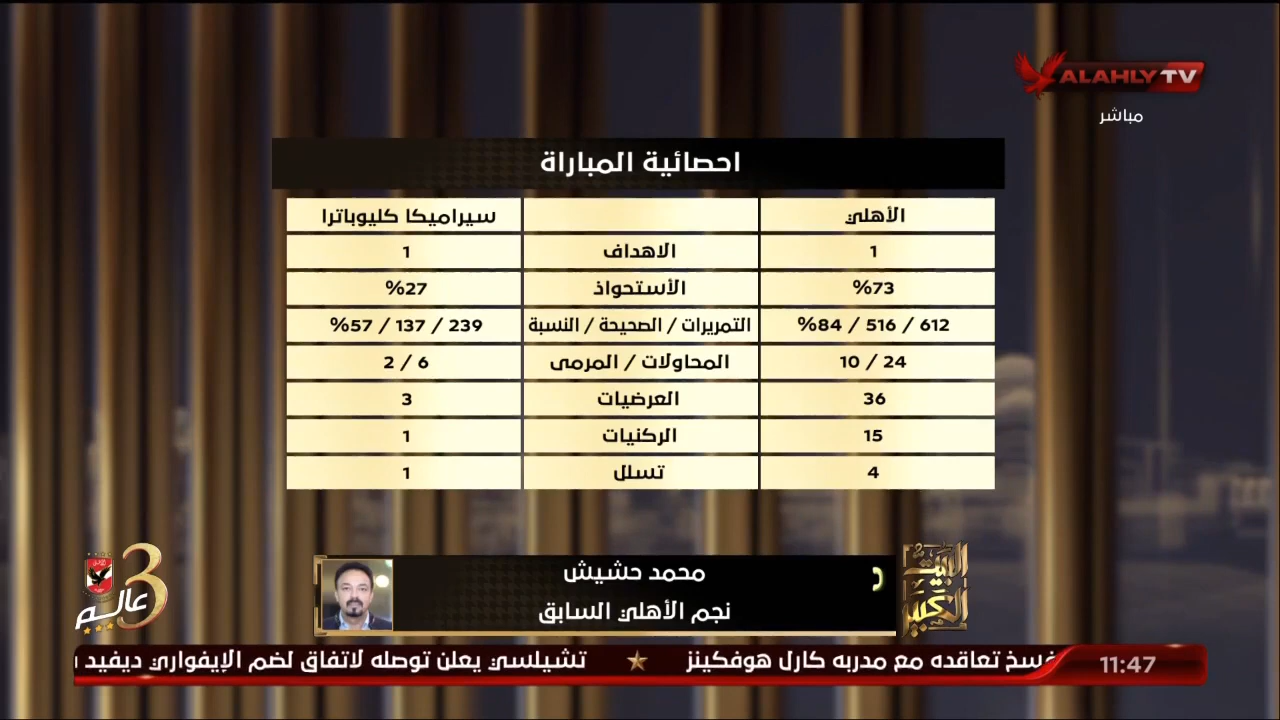 ALAHLY TV
مباشر
احصائية المباراة
الأهلي سيراميكا كليوباترا
1 الاهداف 1
%73 الأستحواذ %27
%84 / 516 / 612 التمريرات / الصحيحة / النسبة %57 / 137 / 239
10 / 24 المحاولات / المرمى 2 / 6
36 العرضيات 3
15 الركنيات 1
4 تسلل 1
البيت الكبير
محمد حشيش
نجم الأهلي السابق
3 عالم
11:47
فسخ تعاقده مع مدربه كارل هوفكينز ★ تشيلسي يعلن توصله لاتفاق لضم الإيفواري ديفيد